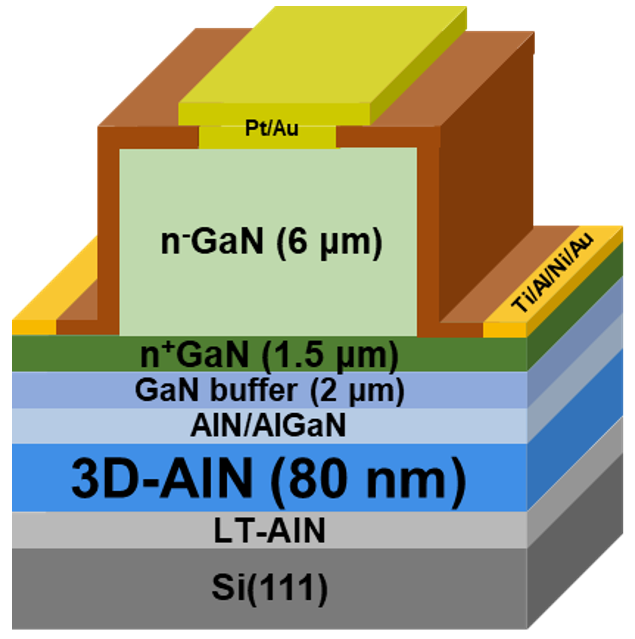 Pt/Au
n⁻GaN (6 µm)
Ti/Al/Ni/Au
n⁺GaN (1.5 µm)
GaN buffer (2 µm)
AlN/AlGaN
3D-AlN (80 nm)
LT-AlN
Si(111)